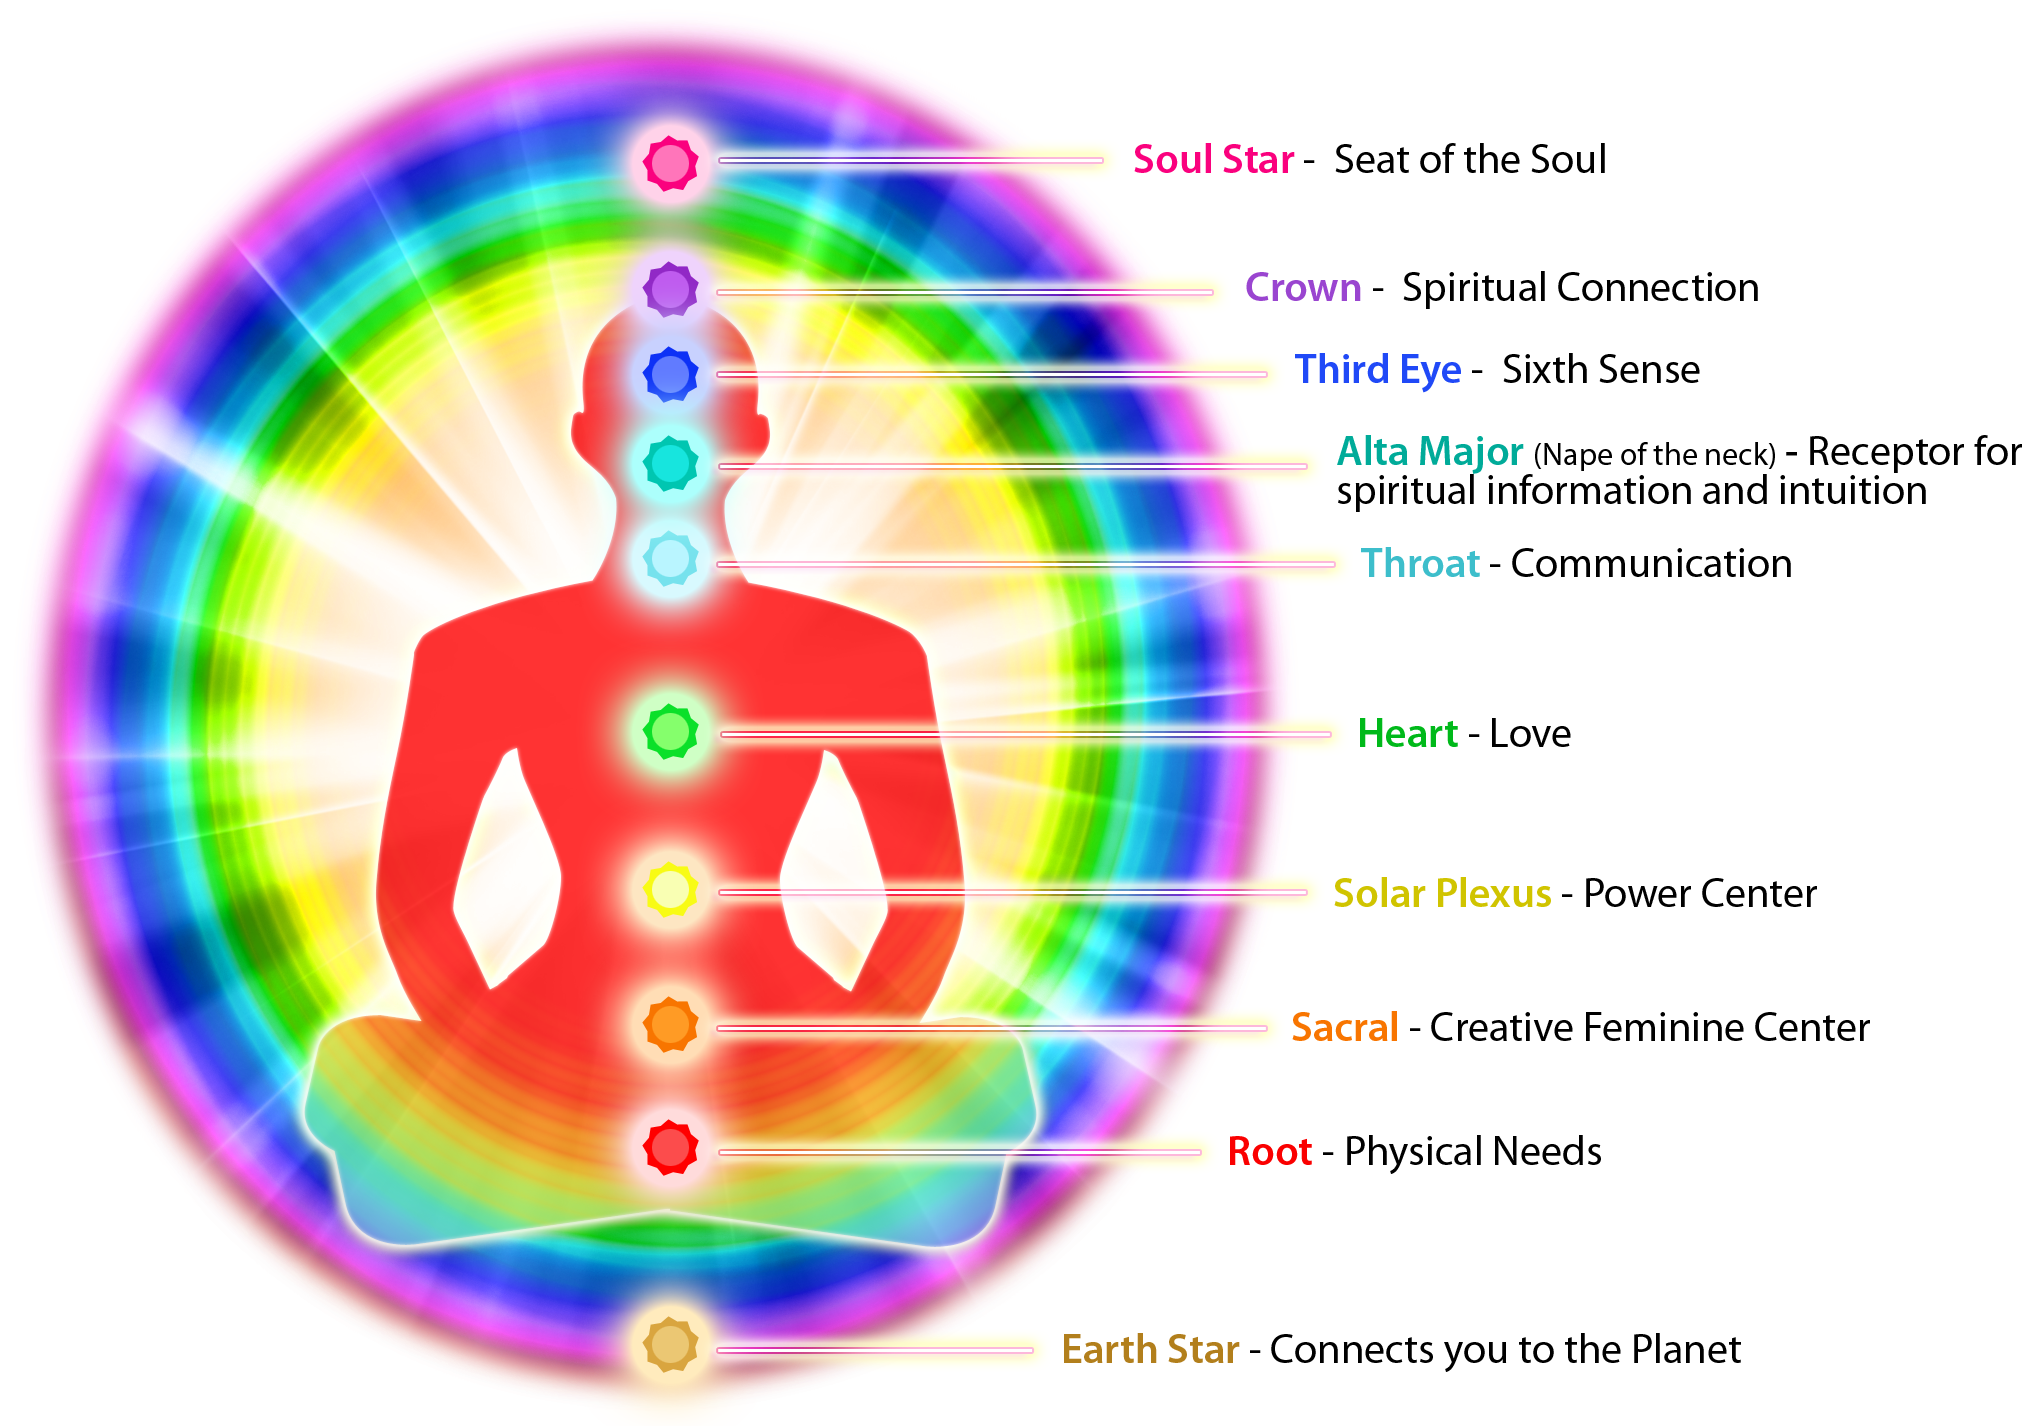 Soul Star - Seat of the Soul
Crown - Spiritual Connection
Third Eye - Sixth Sense
Alta Major (Nape of the neck) - Receptor for
spiritual information and intuition
Throat - Communication
Heart - Love
Solar Plexus - Power Center
Sacral - Creative Feminine Center
Root - Physical Needs
Earth Star - Connects you to the Planet